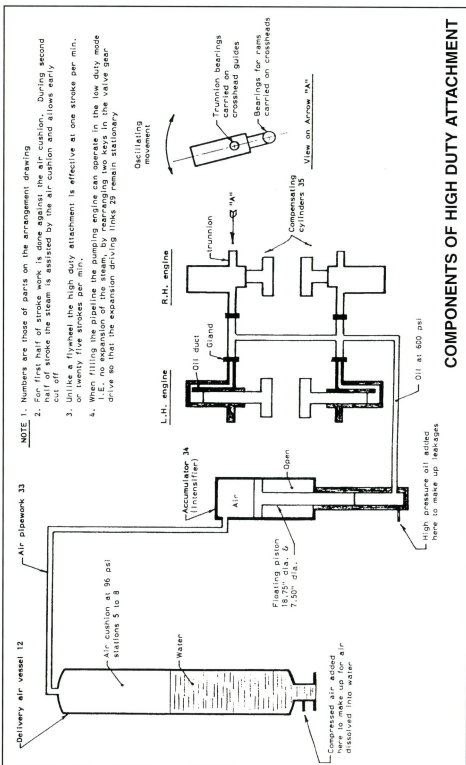 NOTE 1. Numbers are those of parts on the arrangement drawing
2. For first half of stroke work is done against the air cushion. During second
half of stroke the steam is assisted by the air cushion and allows early
cut off
3. Unlike a flywheel the high duty attachment is effective at one stroke per min.
or twenty five strokes per min.
4. When filling the pipeline the pumping engine can operate in the low duty mode
I.E. no expansion of the steam, by rearranging two keys in the valve gear
drive so that the expansion driving links 29 remain stationary
Delivery air vessel 12
Air pipework 33
Air cushion at 96 psi
stations 5 to 8
Water
Compressed air added
here to make up for air
dissolved into water
Accumulator 34
(Intensifier)
Air
Open
Floating piston
18.75" dia. &
7.50" dia.
High pressure oil added
here to make up leakages
Oil at 600 psi
L.H. engine
Oil duct
Gland
R.H. engine
trunnion
"A"
Compensating
cylinders 35
Oscillating
movement
Trunnion bearings
carried on
crosshead guides
Bearings for rams
carried on crossheads
View on Arrow "A"
COMPONENTS OF HIGH DUTY ATTACHMENT